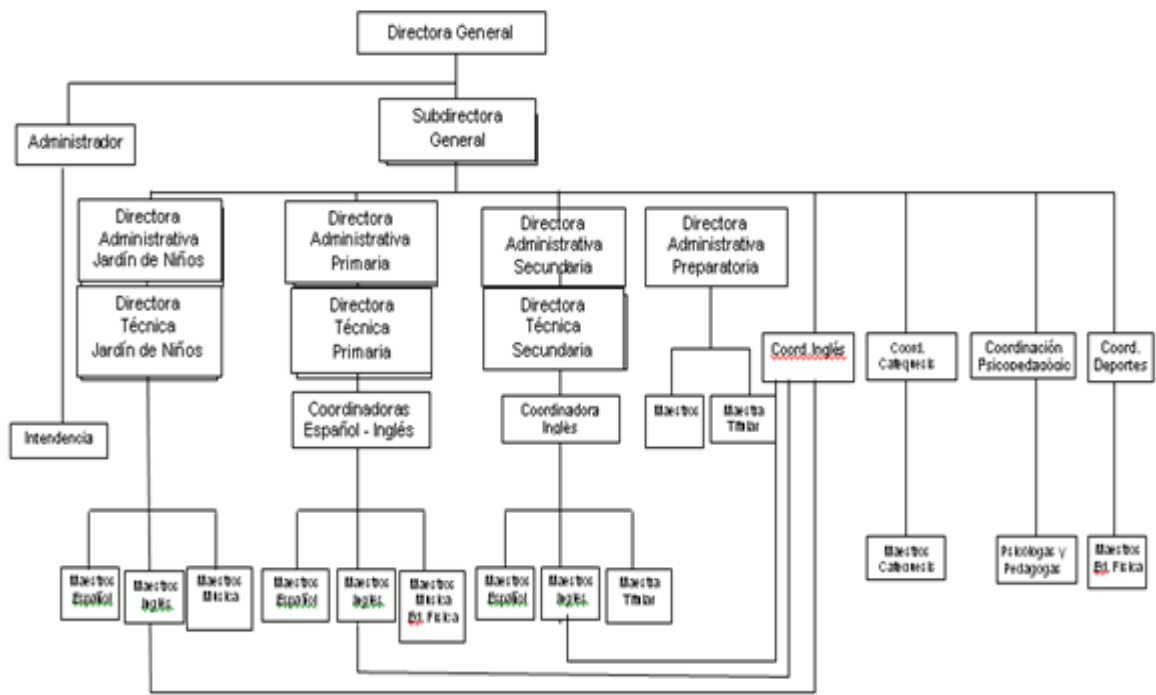 Directora General
Subdirectora
General
Administrador
Directora
Administrativa
Jardín de Niños
Directora
Administrativa
Primaria
Directora
Administrativa
Secundaria
Directora
Administrativa
Preparatoria
Directora
Técnica
Jardín de Niños
Directora
Técnica
Primaria
Directora
Técnica
Secundaria
Coord.Inglés
Coord.
Catequesis
Coordinación
Psicopedagógico
Coord.
Deportes
Coordinadoras
Español - Inglés
Coordinadora
Inglès
Maestros
Maestra
Titular
Intendencia
Maestros
Español
Maestros
Inglés
Maestros
Música
Maestros
Español
Maestros
Inglés
Maestros
Música
Ed. Física
Maestros
Español
Maestros
Inglés
Maestra
Titular
Maestros
Catequesis
Psicólogas y
Pedagogas
Maestros
Ed. Física